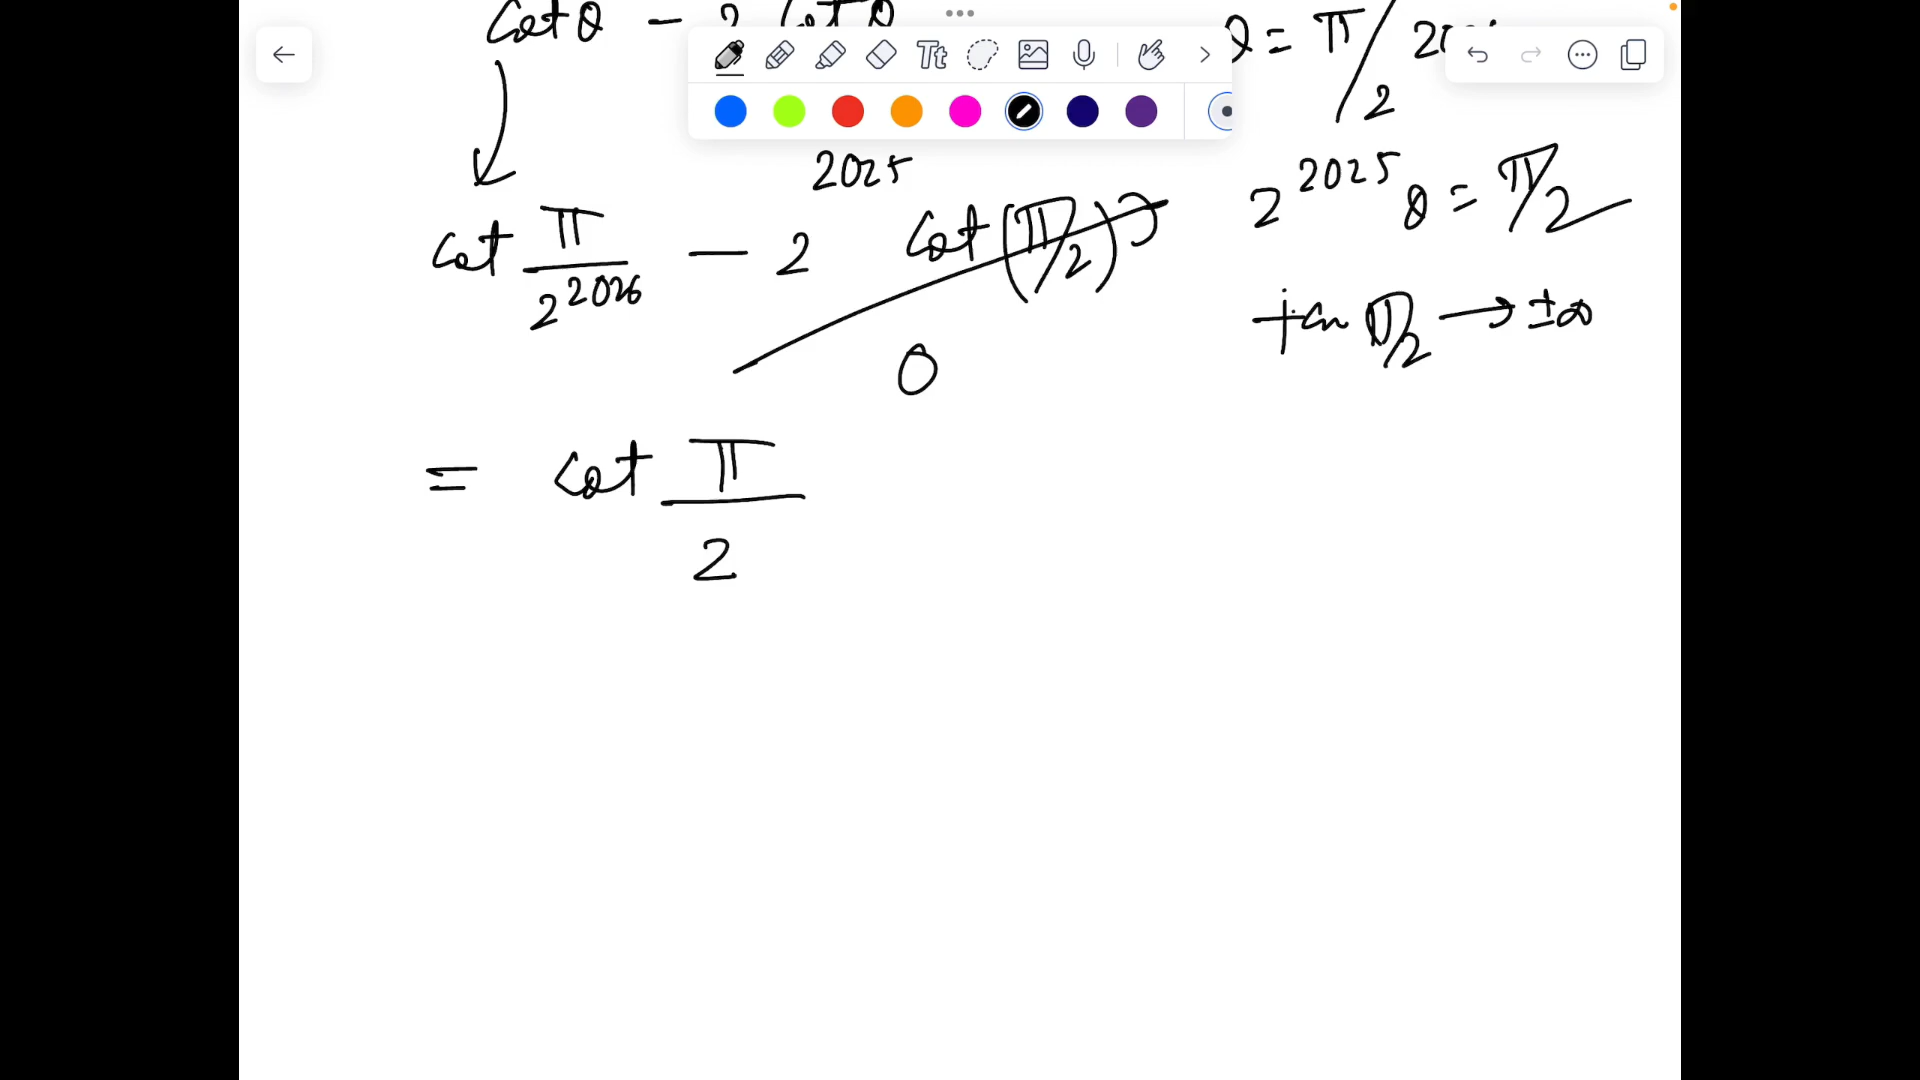 cot θ − 2 cot θ
θ = π/2
cot π/2^2026 − 2^2025 cot(π/2)
0
2^2025 θ = π/2
tan π/2 → ±∞
= cot π/2
Tt